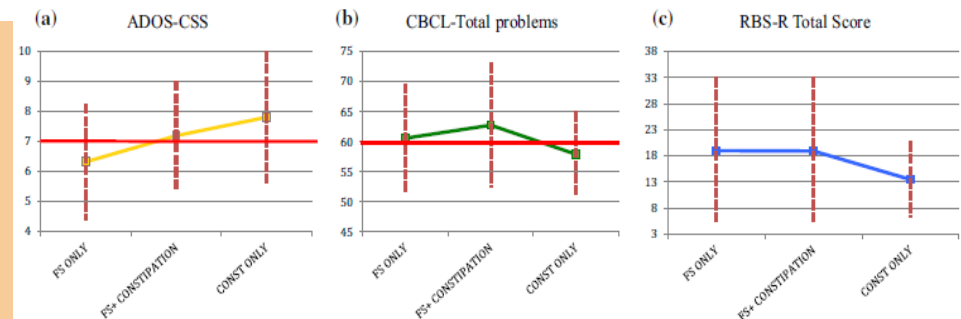 (a) ADOS-CSS
10
9
8
7
6
5
4
FS ONLY
FS+ CONSTIPATION
CONST ONLY
(b) CBCL-Total problems
75
70
65
60
55
50
45
FS ONLY
FS+ CONSTIPATION
CONST ONLY
(c) RBS-R Total Score
38
33
28
23
18
13
8
3
FS ONLY
FS+ CONSTIPATION
CONST ONLY